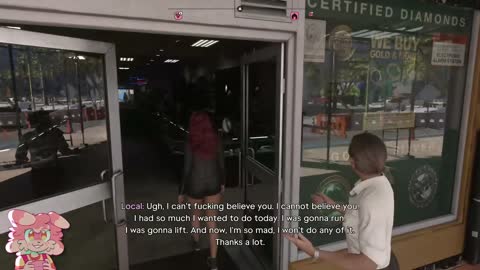 CERTIFIED DIAMONDS
WE BUY
GOLD &
Local: Ugh, I can't fucking believe you. I cannot believe you.
I had so much I wanted to do today. I was gonna run.
I was gonna lift. And now, I'm so mad, I won't do any of it.
Thanks a lot.